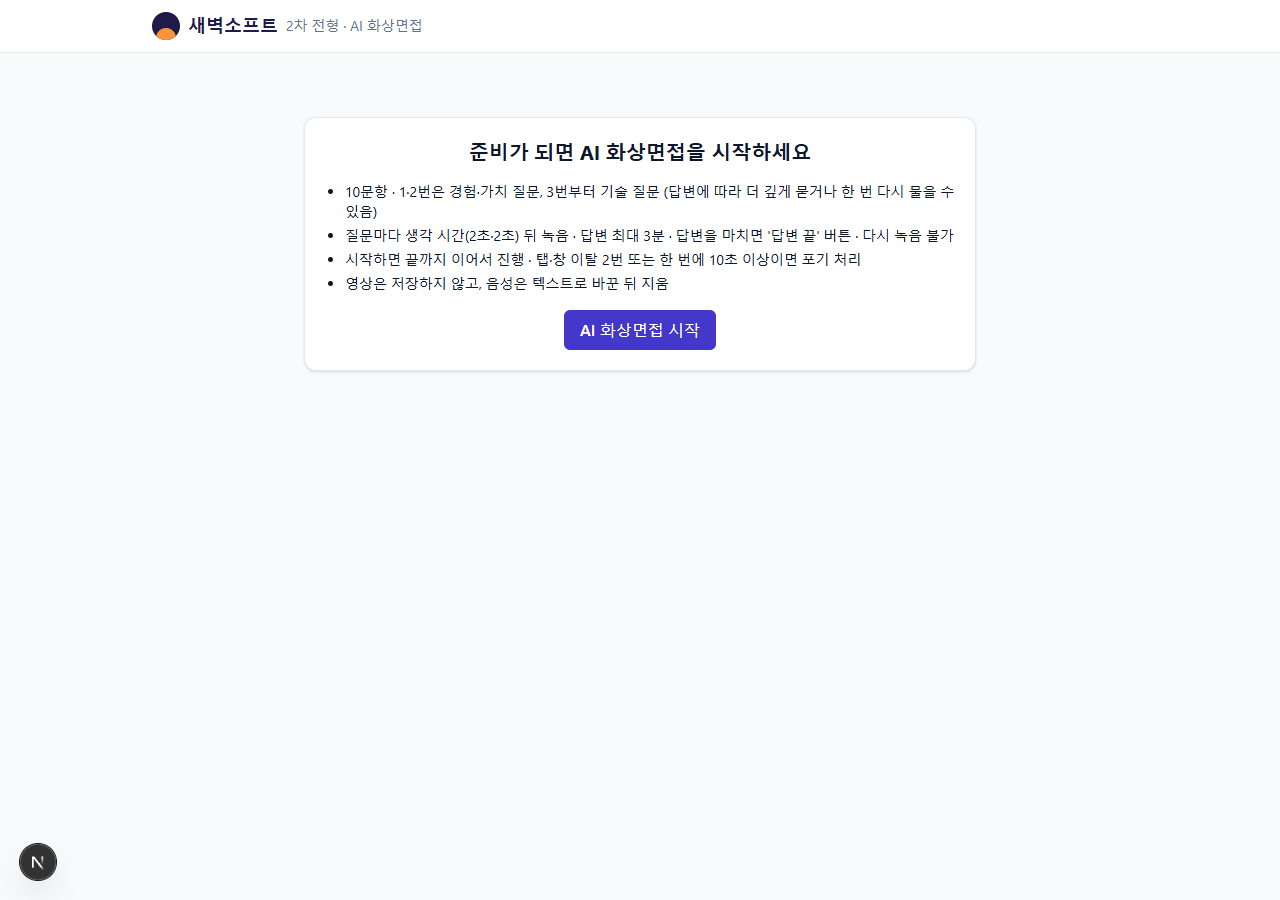 새벽소프트 2차 전형 · AI 화상면접
준비가 되면 AI 화상면접을 시작하세요
10문항 · 1·2번은 경험·가치 질문, 3번부터 기술 질문 (답변에 따라 더 깊게 묻거나 한 번 다시 물을 수
있음)
질문마다 생각 시간(2초·2초) 뒤 녹음 · 답변 최대 3분 · 답변을 마치면 '답변 끝' 버튼 · 다시 녹음 불가
시작하면 끝까지 이어서 진행 · 탭·창 이탈 2번 또는 한 번에 10초 이상이면 포기 처리
영상은 저장하지 않고, 음성은 텍스트로 바꾼 뒤 지움
AI 화상면접 시작
N